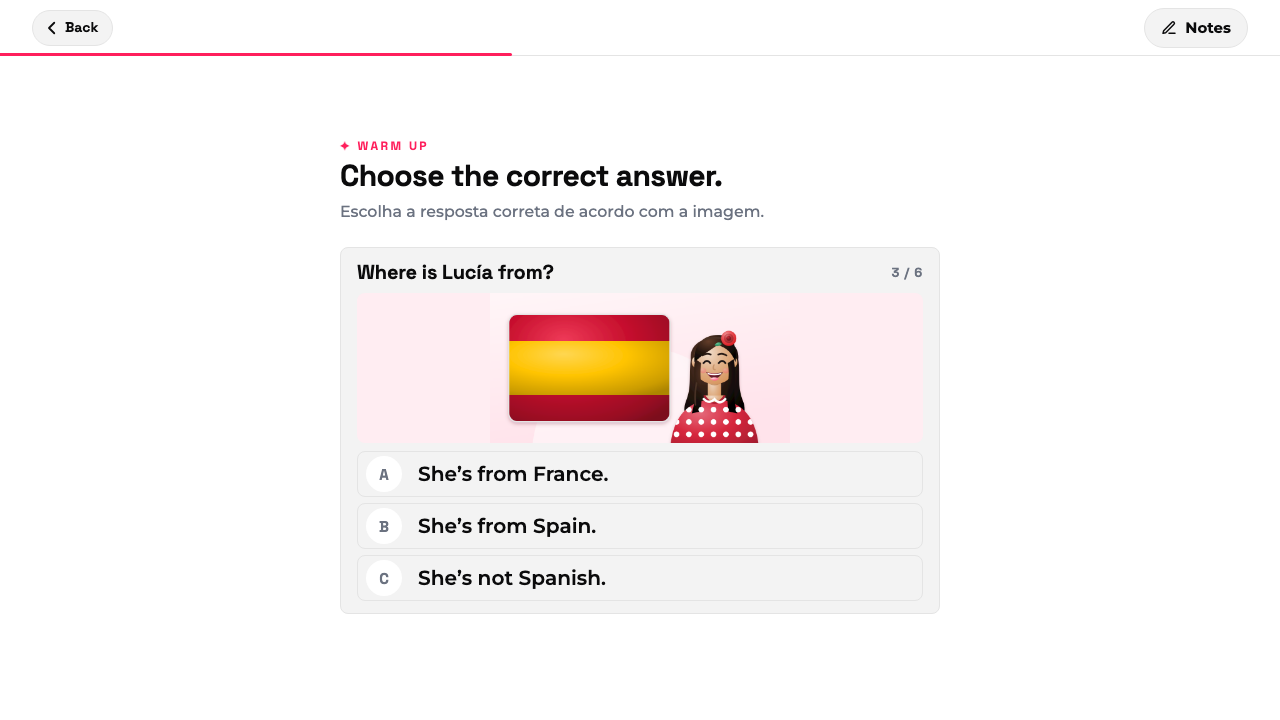 Back
Notes
✦ WARM UP
Choose the correct answer.
Escolha a resposta correta de acordo com a imagem.
Where is Lucía from?
3 / 6
A She’s from France.
B She’s from Spain.
C She’s not Spanish.